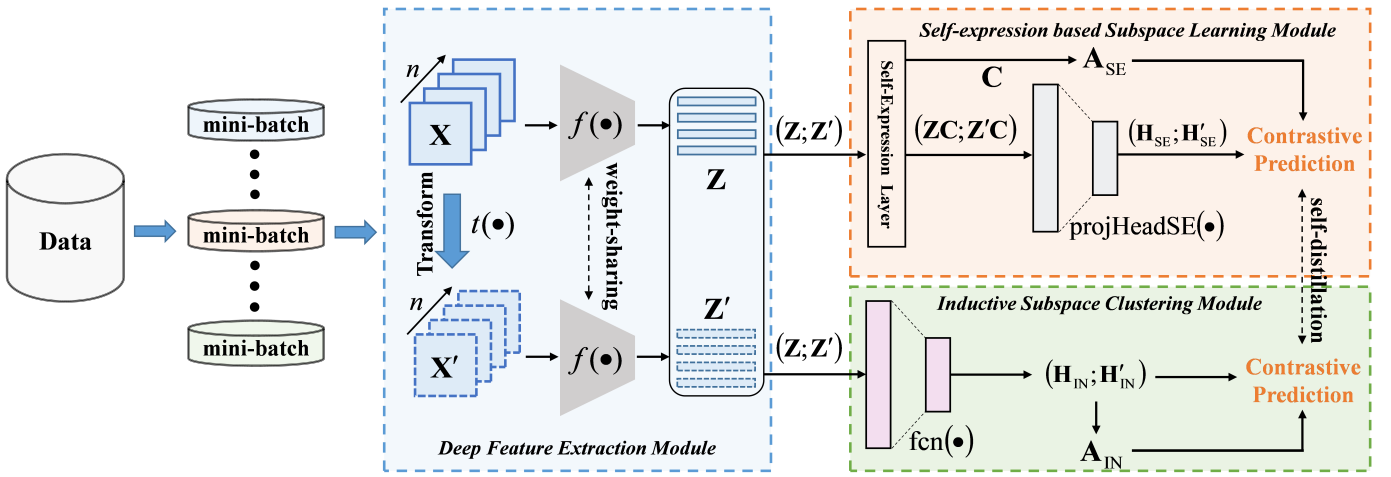 Data
mini-batch
mini-batch
mini-batch
n
X
Transform
t(•)
n
X′
f(•)
weight-sharing
f(•)
Z
Z′
Deep Feature Extraction Module
(Z; Z′)
(Z; Z′)
Self-expression based Subspace Learning Module
Self-Expression Layer
C
A_SE
(ZC; Z′C)
projHeadSE(•)
(H_SE; H′_SE)
Contrastive
Prediction
self-distillation
Inductive Subspace Clustering Module
fcn(•)
(H_IN; H′_IN)
A_IN
Contrastive
Prediction